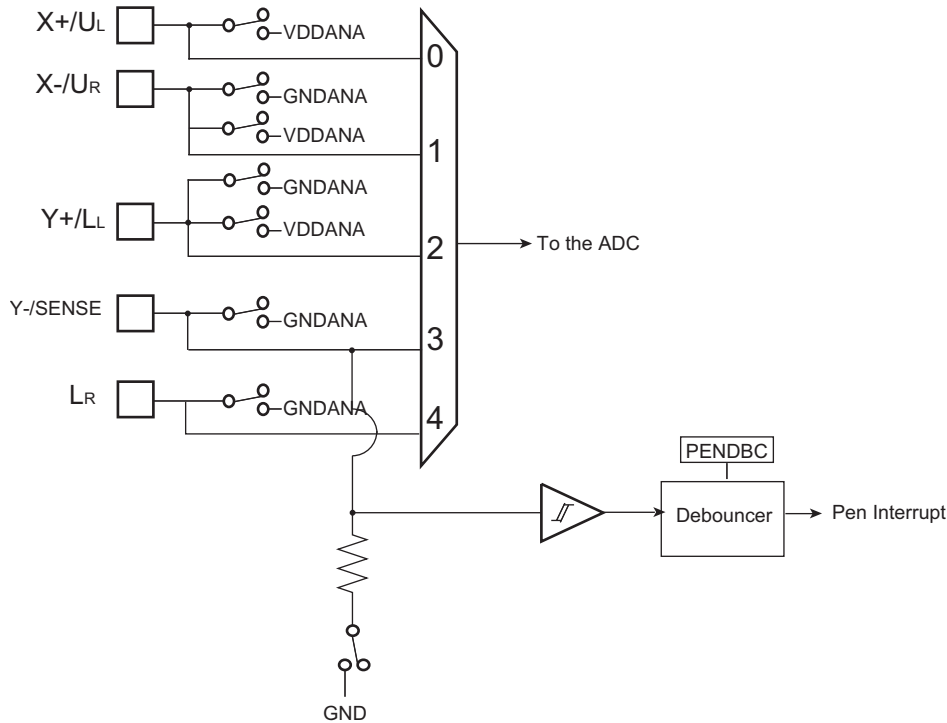 X+/UL
VDDANA
0
X-/UR
GNDANA
VDDANA
1
GNDANA
Y+/LL
VDDANA
2
To the ADC
Y-/SENSE
GNDANA
3
LR
GNDANA
4
PENDBC
Debouncer
Pen Interrupt
GND